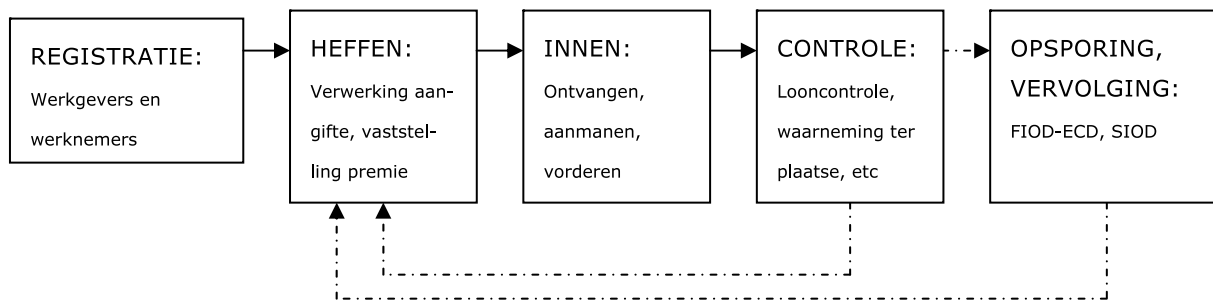 REGISTRATIE:
Werkgevers en
werknemers
HEFFEN:
Verwerking aan-
gifte, vaststel-
ling premie
INNEN:
Ontvangen,
aanmanen,
vorderen
CONTROLE:
Looncontrole,
waarneming ter
plaatse, etc
OPSPORING,
VERVOLGING:
FIOD-ECD, SIOD